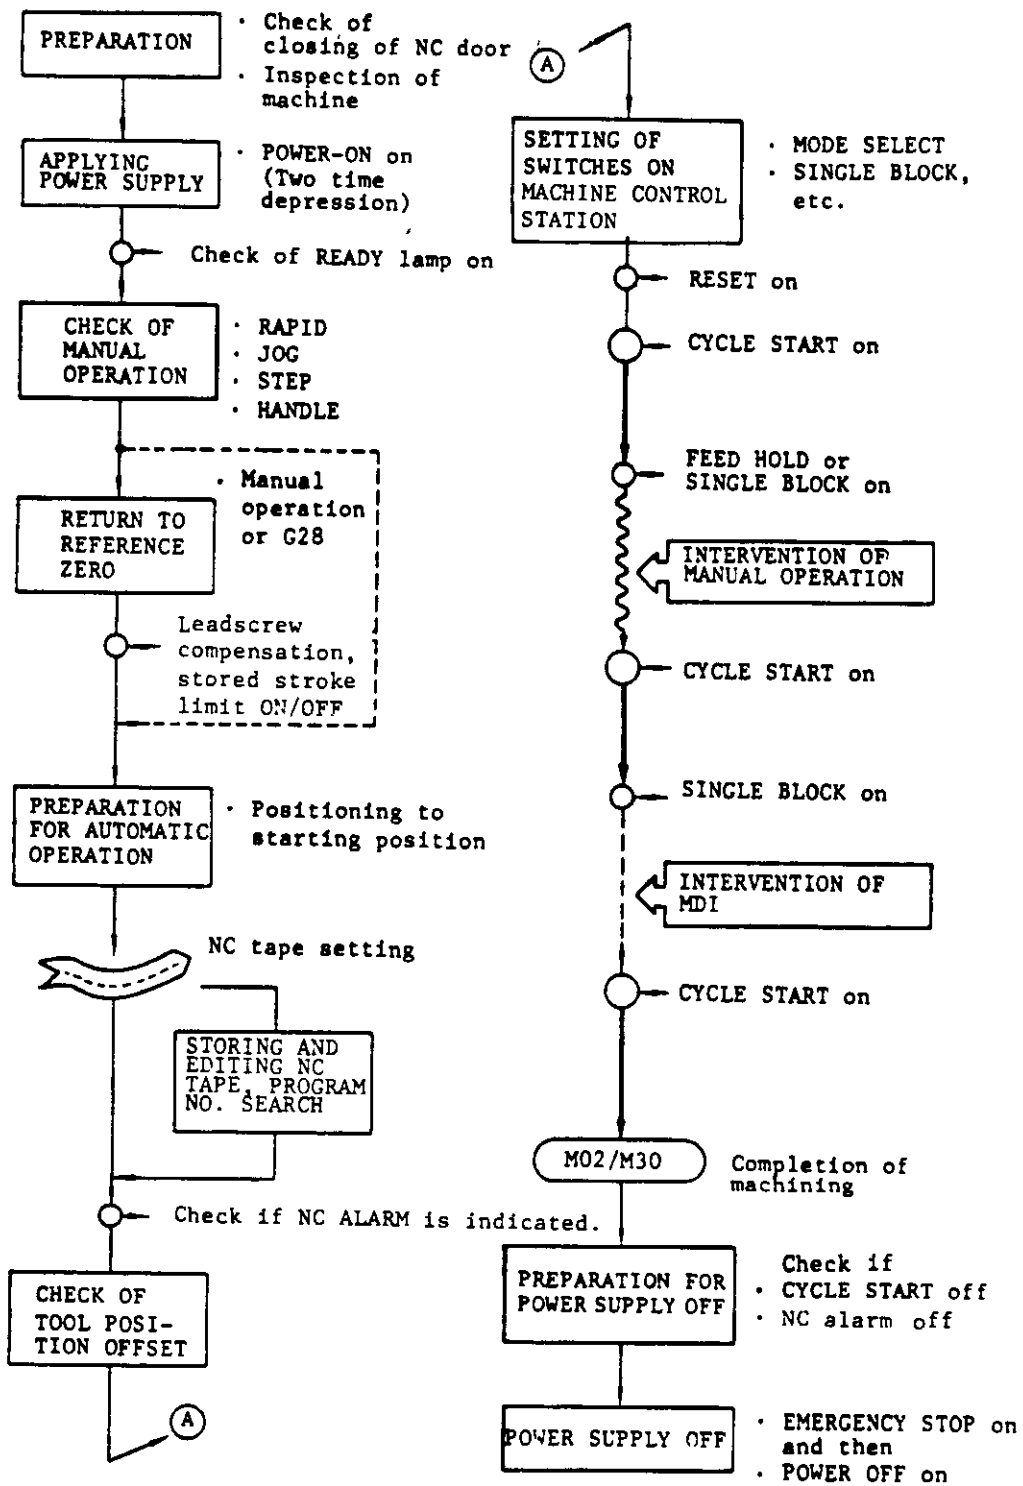 PREPARATION
· Check of
closing of NC door
· Inspection of
machine
APPLYING
POWER SUPPLY
· POWER-ON on
(Two time
depression)
Check of READY lamp on
CHECK OF
MANUAL
OPERATION
· RAPID
· JOG
· STEP
· HANDLE
· Manual
operation
or G28
RETURN TO
REFERENCE
ZERO
Leadscrew
compensation,
stored stroke
limit ON/OFF
PREPARATION
FOR AUTOMATIC
OPERATION
· Positioning to
starting position
NC tape setting
STORING AND
EDITING NC
TAPE, PROGRAM
NO. SEARCH
Check if NC ALARM is indicated.
CHECK OF
TOOL POSI-
TION OFFSET
A
A
SETTING OF
SWITCHES ON
MACHINE CONTROL
STATION
· MODE SELECT
· SINGLE BLOCK,
etc.
RESET on
CYCLE START on
FEED HOLD or
SINGLE BLOCK on
INTERVENTION OF
MANUAL OPERATION
CYCLE START on
SINGLE BLOCK on
INTERVENTION OF
MDI
CYCLE START on
M02/M30
Completion of
machining
PREPARATION FOR
POWER SUPPLY OFF
Check if
· CYCLE START off
· NC alarm off
POWER SUPPLY OFF
· EMERGENCY STOP on
and then
· POWER OFF on